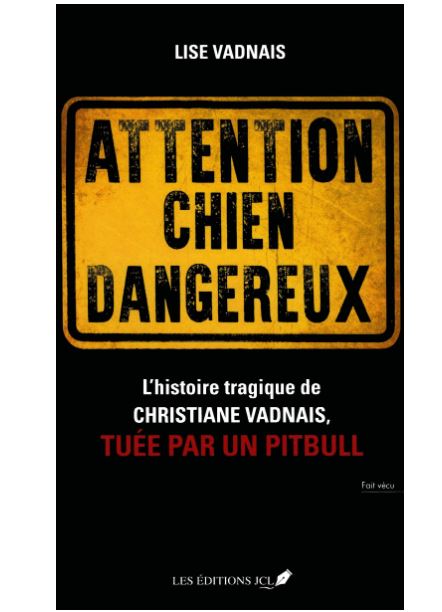 LISE VADNAIS
ATTENTION
CHIEN
DANGEREUX
L'histoire tragique de
CHRISTIANE VADNAIS,
TUÉE PAR UN PITBULL
Fait vécu
LES ÉDITIONS JCL